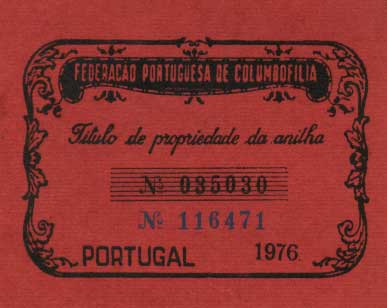 FEDERAÇÃO PORTUGUESA DE COLUMBOFILIA
Título de propriedade da anilha
Nº 035030
Nº 116471
PORTUGAL 1976.